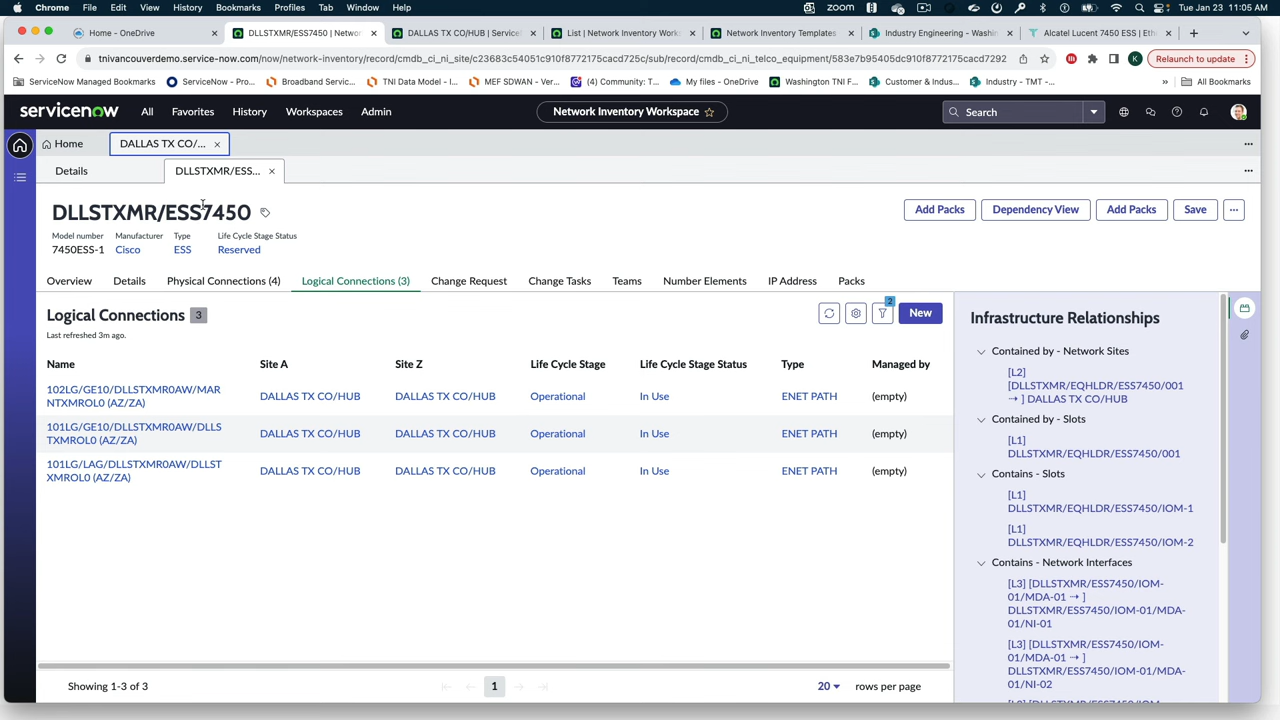 Chrome File Edit View History Bookmarks Profiles Tab Window Help zoom Tue Jan 23 11:05 AM
Home – OneDrive × DLLSTXMR/ESS7450 | Networ × DALLAS TX CO/HUB | Servicel × List | Network Inventory Works × Network Inventory Templates × Industry Engineering - Washin × Alcatel Lucent 7450 ESS | Eth ×
tnivancouverdemo.service-now.com/now/network-inventory/record/cmdb_ci_ni_site/c23683c54051c910f8772175cacd725c/sub/record/cmdb_ci_ni_telco_equipment/583e7b95405dc910f8772175cacd7292 K Relaunch to update
ServiceNow Managed Bookmarks ServiceNow - Pro... Broadband Servic... TNI Data Model - I... MEF SDWAN - Ver... (4) Community: T... My files - OneDrive Washington TNI F... Customer & Indus... Industry - TMT -... » All Bookmarks
servicenow All Favorites History Workspaces Admin Network Inventory Workspace Search
Home DALLAS TX CO/... ×
Details DLLSTXMR/ESS... ×
DLLSTXMR/ESS7450 Add Packs Dependency View Add Packs Save
Model number Manufacturer Type Life Cycle Stage Status
7450ESS-1 Cisco ESS Reserved
Overview Details Physical Connections (4) Logical Connections (3) Change Request Change Tasks Teams Number Elements IP Address Packs
Logical Connections 3 2 New
Last refreshed 3m ago.
Name Site A Site Z Life Cycle Stage Life Cycle Stage Status TYPE Managed by
102LG/GE10/DLLSTXMR0AW/MAR
NTXMROL0 (AZ/ZA) DALLAS TX CO/HUB DALLAS TX CO/HUB Operational In Use ENET PATH (empty)
101LG/GE10/DLLSTXMR0AW/DLLS
TXMROL0 (AZ/ZA) DALLAS TX CO/HUB DALLAS TX CO/HUB Operational In Use ENET PATH (empty)
101LG/LAG/DLLSTXMR0AW/DLLST
XMROL0 (AZ/ZA) DALLAS TX CO/HUB DALLAS TX CO/HUB Operational In Use ENET PATH (empty)
Showing 1-3 of 3 1 20 rows per page
Infrastructure Relationships
Contained by - Network Sites
[L2]
[DLLSTXMR/EQHLDR/ESS7450/001
→ ] DALLAS TX CO/HUB
Contained by - Slots
[L1]
DLLSTXMR/EQHLDR/ESS7450/001
Contains - Slots
[L1]
DLLSTXMR/EQHLDR/ESS7450/IOM-1
[L1]
DLLSTXMR/EQHLDR/ESS7450/IOM-2
Contains - Network Interfaces
[L3] [DLLSTXMR/ESS7450/IOM-
01/MDA-01 → ]
DLLSTXMR/ESS7450/IOM-01/MDA-
01/NI-01
[L3] [DLLSTXMR/ESS7450/IOM-
01/MDA-01 → ]
DLLSTXMR/ESS7450/IOM-01/MDA-
01/NI-02